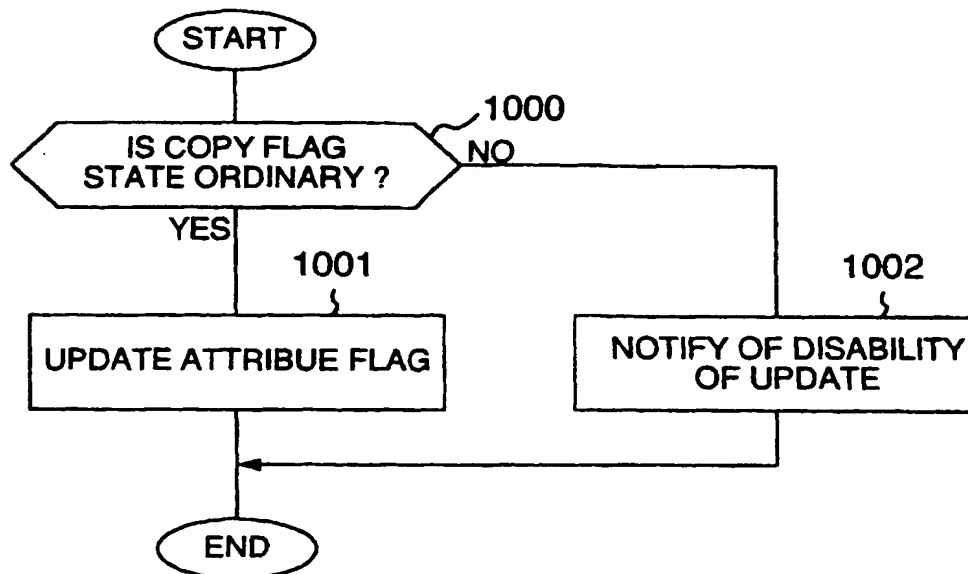 START
1000
IS COPY FLAG
STATE ORDINARY ?
NO
YES
1001
1002
UPDATE ATTRIBUE FLAG
NOTIFY OF DISABILITY
OF UPDATE
END